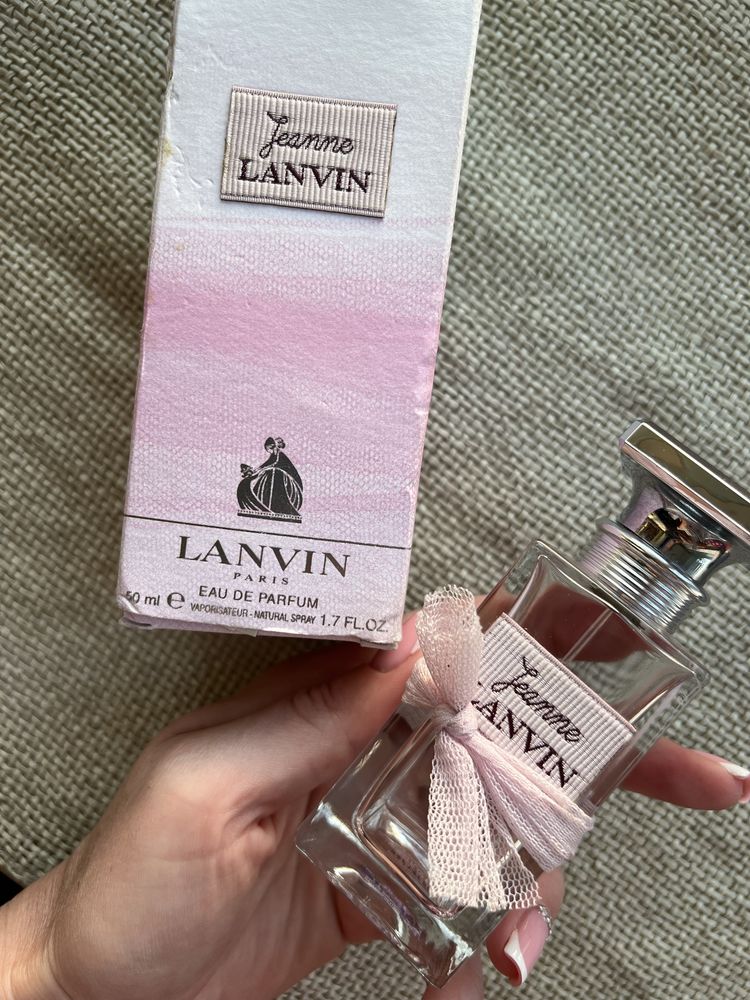 Jeanne
LANVIN
LANVIN
PARIS
EAU DE PARFUM
50 ml e VAPORISATEUR - NATURAL SPRAY 1.7 FL.OZ.
Jeanne
LANVIN